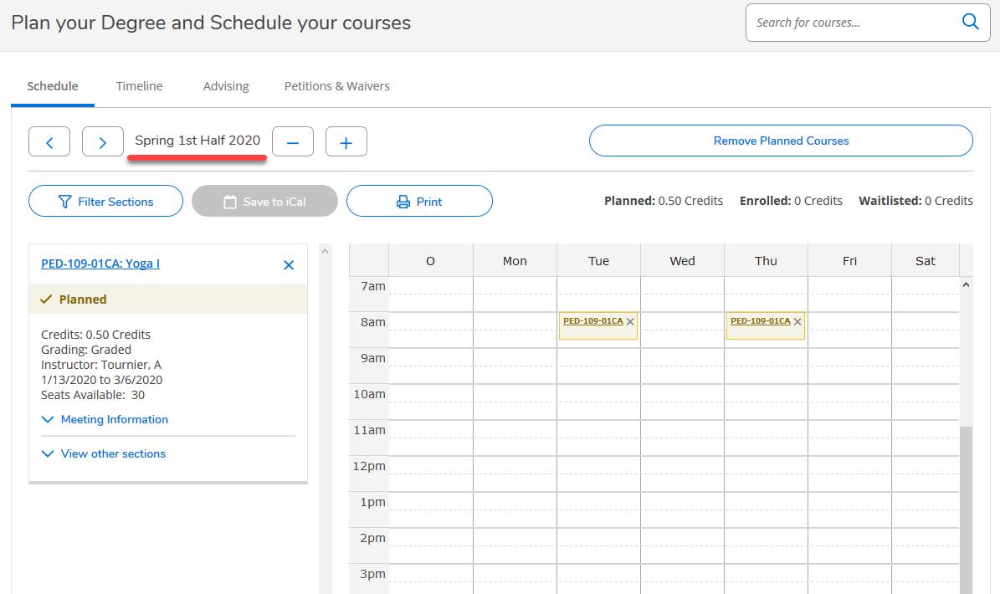 Plan your Degree and Schedule your courses
Search for courses...
Schedule
Timeline
Advising
Petitions & Waivers
Spring 1st Half 2020
Remove Planned Courses
Filter Sections
Save to iCal
Print
Planned: 0.50 Credits
Enrolled: 0 Credits
Waitlisted: 0 Credits
PED-109-01CA: Yoga I
Planned
Credits: 0.50 Credits
Grading: Graded
Instructor: Tournier, A
1/13/2020 to 3/6/2020
Seats Available: 30
Meeting Information
View other sections
O
Mon
Tue
Wed
Thu
Fri
Sat
7am
8am
PED-109-01CA
PED-109-01CA
9am
10am
11am
12pm
1pm
2pm
3pm